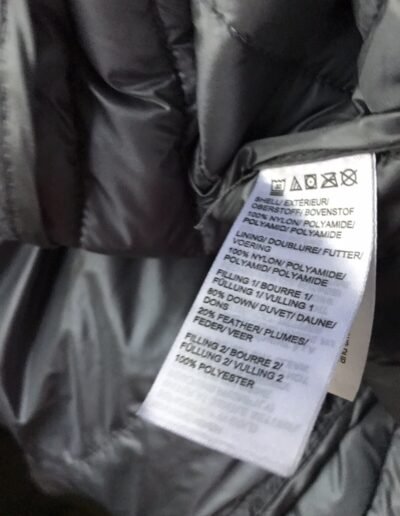 SHELL/ EXTÉRIEUR/
OBERSTOFF/ BOVENSTOF
100% NYLON/ POLYAMIDE/
POLYAMID/ POLYAMIDE
LINING/ DOUBLURE/ FUTTER/
VOERING
100% NYLON/ POLYAMIDE/
POLYAMID/ POLYAMIDE
FILLING 1/ BOURRE 1/
FÜLLUNG 1/ VULLING 1
80% DOWN/ DUVET/ DAUNE/
DONS
20% FEATHER/ PLUMES/
FEDER/ VEER
FILLING 2/ BOURRE 2/
FÜLLUNG 2/ VULLING 2
100% POLYESTER